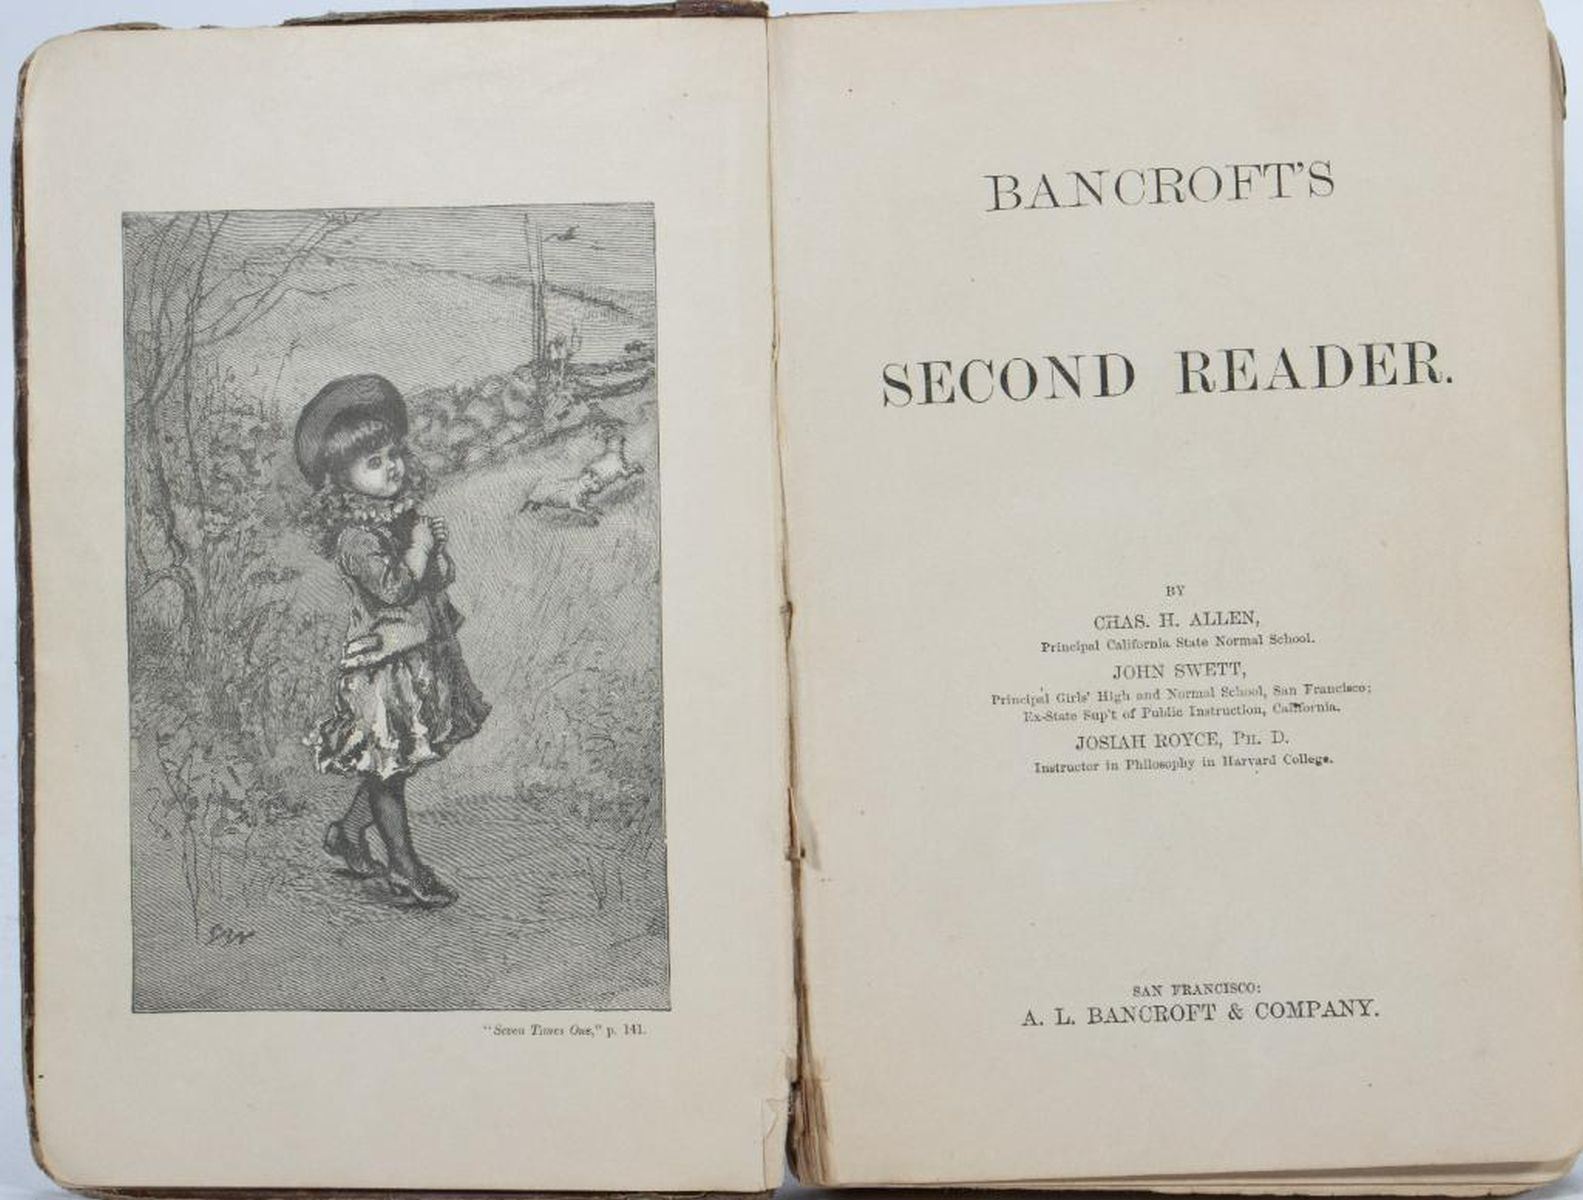 "Seven Times One," p. 141.
BANCROFT'S
SECOND READER.
BY
CHAS. H. ALLEN,
Principal California State Normal School.
JOHN SWETT,
Principal Girls' High and Normal School, San Francisco;
Ex-State Sup't of Public Instruction, California.
JOSIAH ROYCE, PH. D.
Instructor in Philosophy in Harvard College.
SAN FRANCISCO:
A. L. BANCROFT & COMPANY.